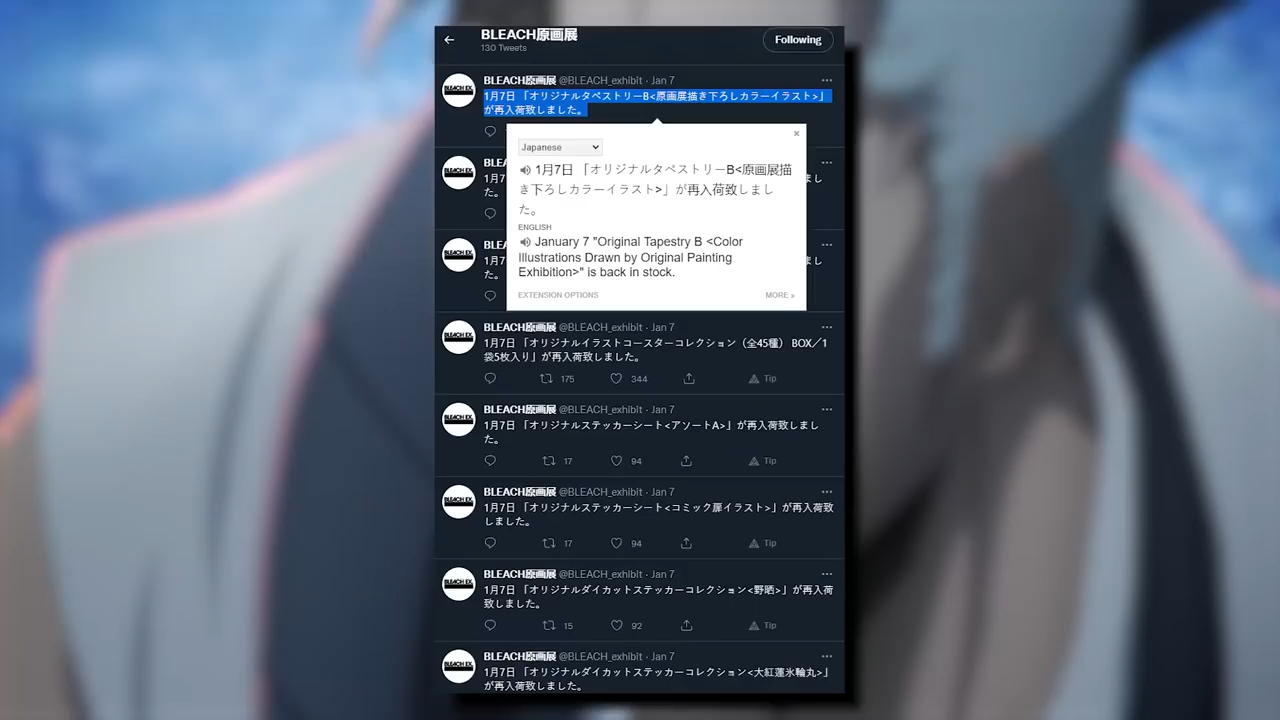 BLEACH原画展
130 Tweets
Following
BLEACH原画展 @BLEACH_exhibit · Jan 7
1月7日 「オリジナルタペストリーB<原画展描き下ろしカラーイラスト>」
が再入荷致しました。
Japanese
1月7日 「オリジナルタペストリーB<原画展描
き下ろしカラーイラスト>」が再入荷致しまし
た。
ENGLISH
January 7 "Original Tapestry B <Color
Illustrations Drawn by Original Painting
Exhibition>" is back in stock.
EXTENSION OPTIONS
MORE »
BLEACH原画展 @BLEACH_exhibit · Jan 7
1月7日 「オリジナルイラストコースターコレクション（全45種） BOX／1
袋5枚入り」が再入荷致しました。
175 344 Tip
BLEACH原画展 @BLEACH_exhibit · Jan 7
1月7日 「オリジナルステッカーシート<アソートA>」が再入荷致しまし
た。
17 94 Tip
BLEACH原画展 @BLEACH_exhibit · Jan 7
1月7日 「オリジナルステッカーシート<コミック扉イラスト>」が再入荷致
しました。
17 94 Tip
BLEACH原画展 @BLEACH_exhibit · Jan 7
1月7日 「オリジナルダイカットステッカーコレクション<野晒>」が再入荷
致しました。
15 92 Tip
BLEACH原画展 @BLEACH_exhibit · Jan 7
1月7日 「オリジナルダイカットステッカーコレクション<大紅蓮氷輪丸>」
が再入荷致しました。